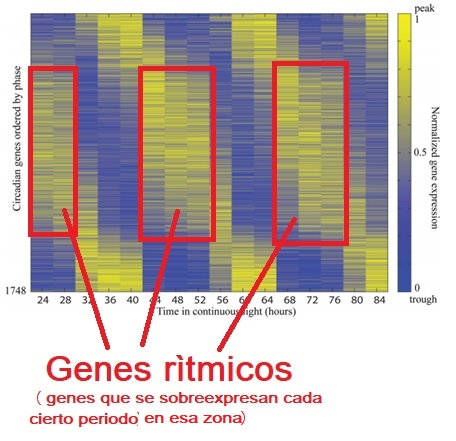 peak
1
Circadian genes ordered by phase
0.5
Normalized gene expression
0
trough
1748
24 28 32 36 40 44 48 52 56 60 64 68 72 76 80 84
Time in continuous light (hours)
Genes rìtmicos
( genes que se sobreexpresan cada
cierto periodo) en esa zona)